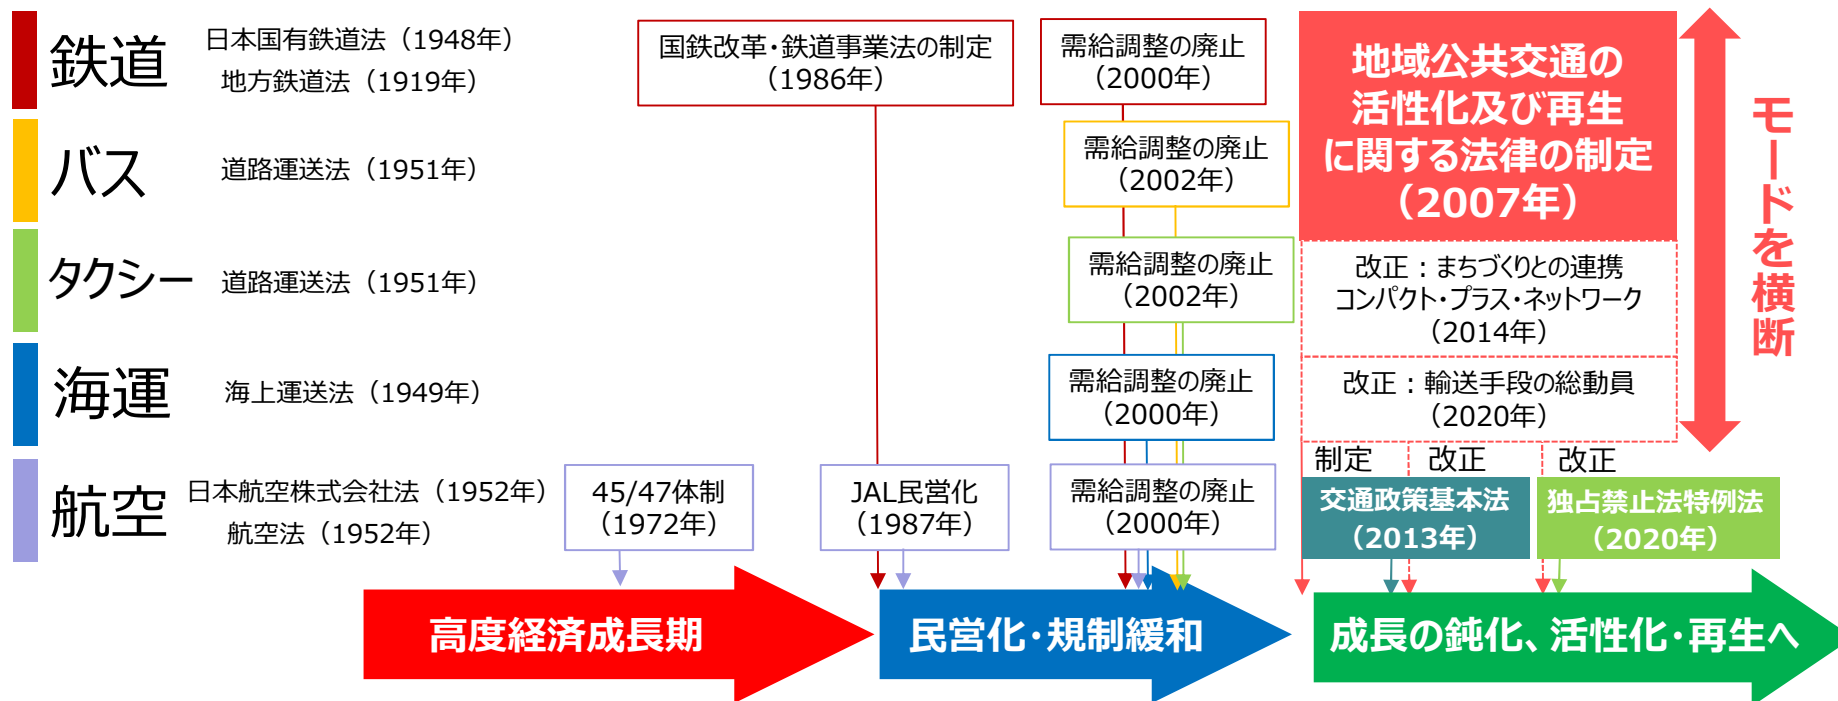 鉄道
日本国有鉄道法（1948年）
地方鉄道法（1919年）
国鉄改革・鉄道事業法の制定
（1986年）
需給調整の廃止
（2000年）
バス
道路運送法（1951年）
需給調整の廃止
（2002年）
タクシー
道路運送法（1951年）
需給調整の廃止
（2002年）
海運
海上運送法（1949年）
需給調整の廃止
（2000年）
航空
日本航空株式会社法（1952年）
航空法（1952年）
45/47体制
（1972年）
JAL民営化
（1987年）
需給調整の廃止
（2000年）
地域公共交通の
活性化及び再生
に関する法律の制定
（2007年）
改正：まちづくりとの連携
コンパクト・プラス・ネットワーク
（2014年）
改正：輸送手段の総動員
（2020年）
モードを横断
制定
改正
改正
交通政策基本法
（2013年）
独占禁止法特例法
（2020年）
高度経済成長期
民営化・規制緩和
成長の鈍化、活性化・再生へ